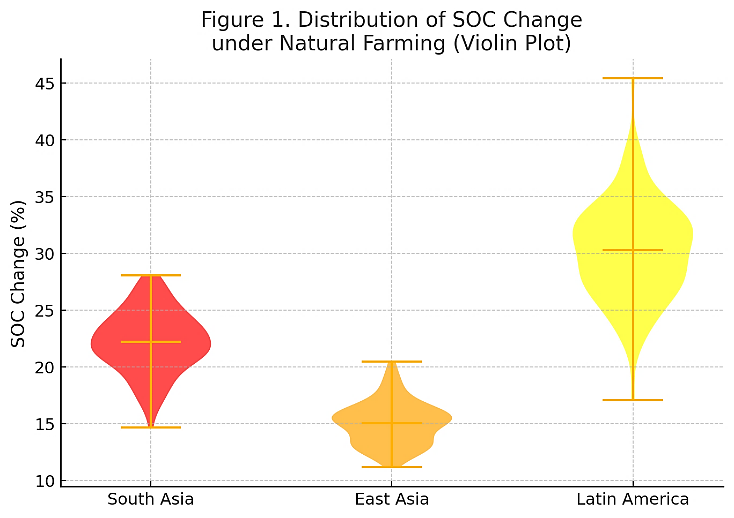 Figure 1. Distribution of SOC Change
under Natural Farming (Violin Plot)
SOC Change (%)
45
40
35
30
25
20
15
10
South Asia
East Asia
Latin America